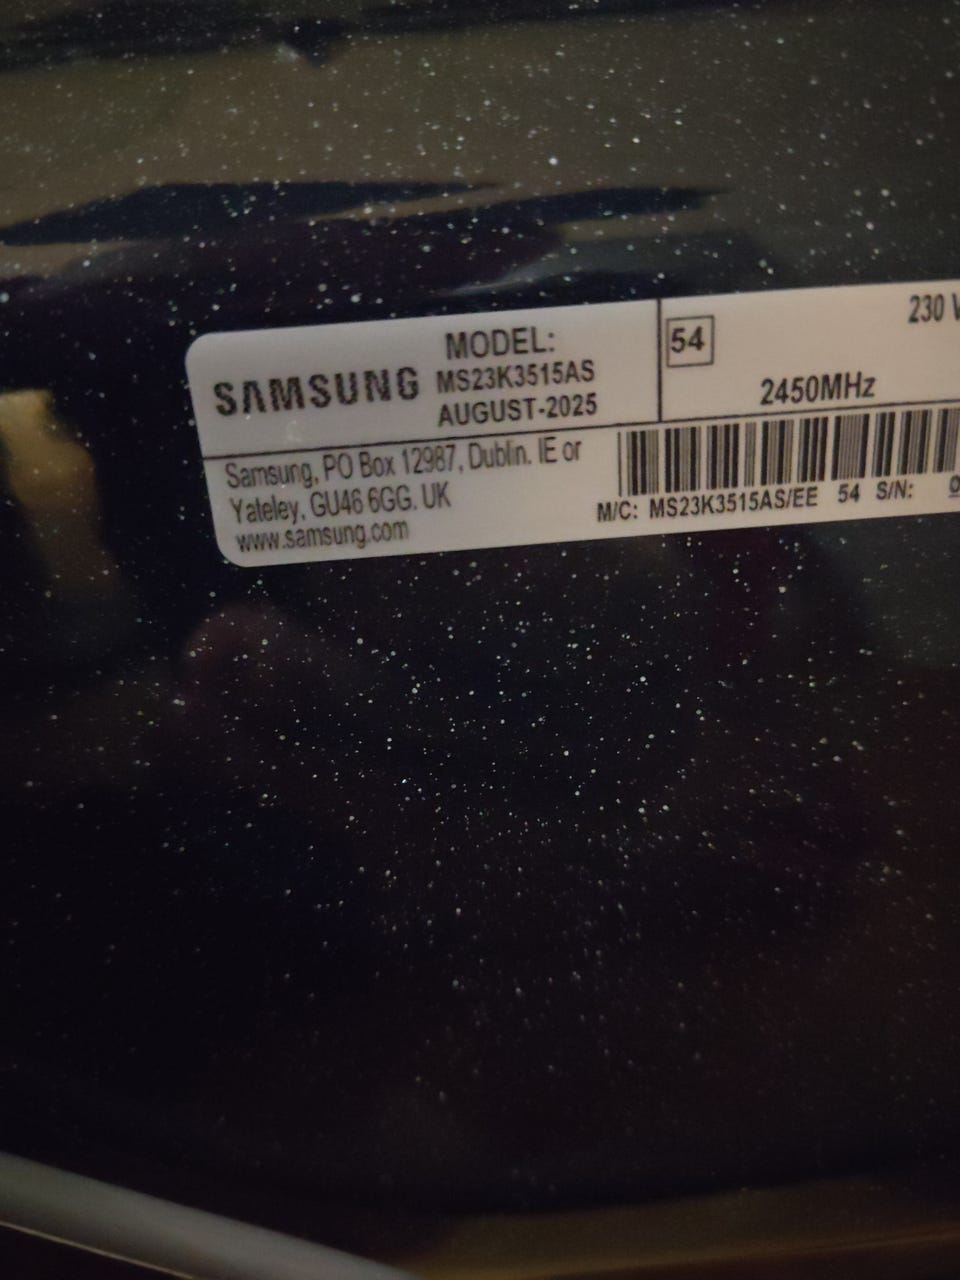 MODEL:
SAMSUNG MS23K3515AS
AUGUST-2025
Samsung, PO Box 12987, Dublin. IE or
Yateley, GU46 6GG. UK
www.samsung.com
54
230 V
2450MHz
M/C: MS23K3515AS/EE 54 S/N: 0